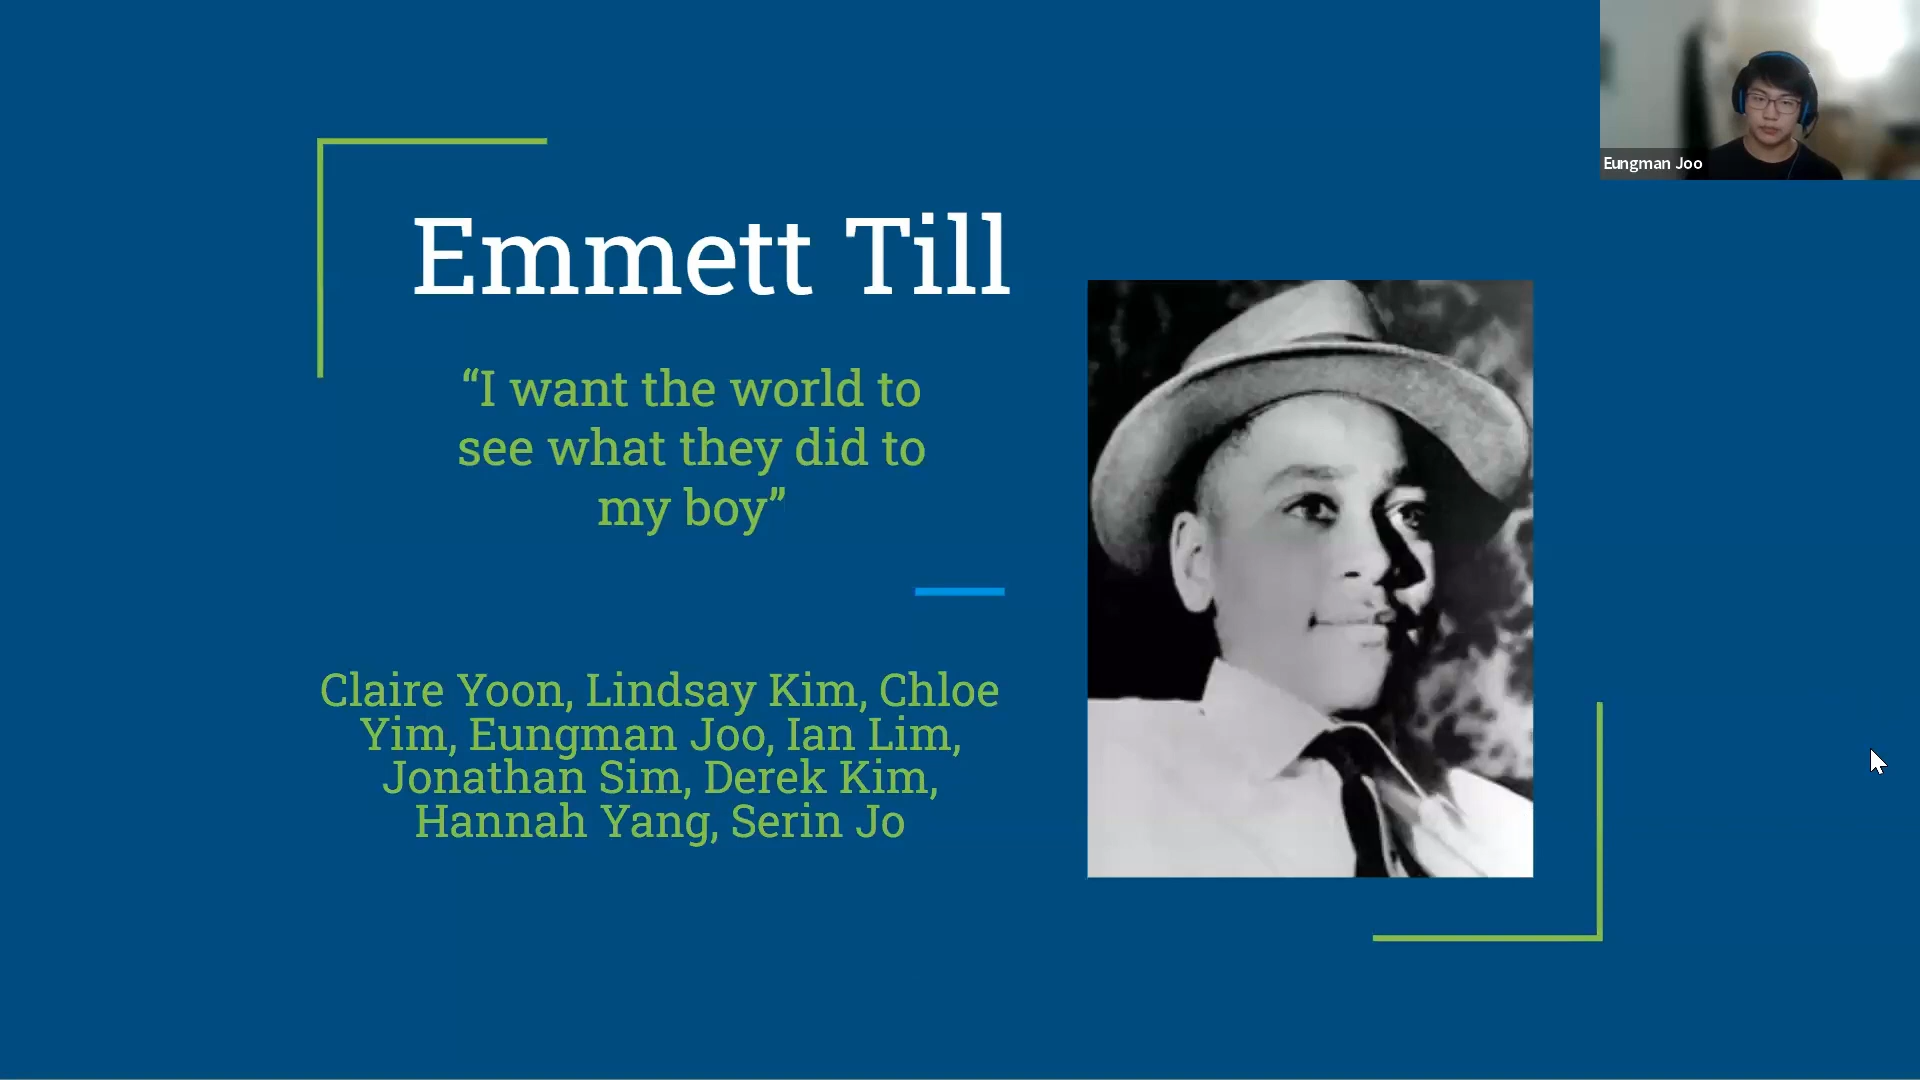 Eungman Joo
Emmett Till
“I want the world to
see what they did to
my boy”
Claire Yoon, Lindsay Kim, Chloe
Yim, Eungman Joo, Ian Lim,
Jonathan Sim, Derek Kim,
Hannah Yang, Serin Jo